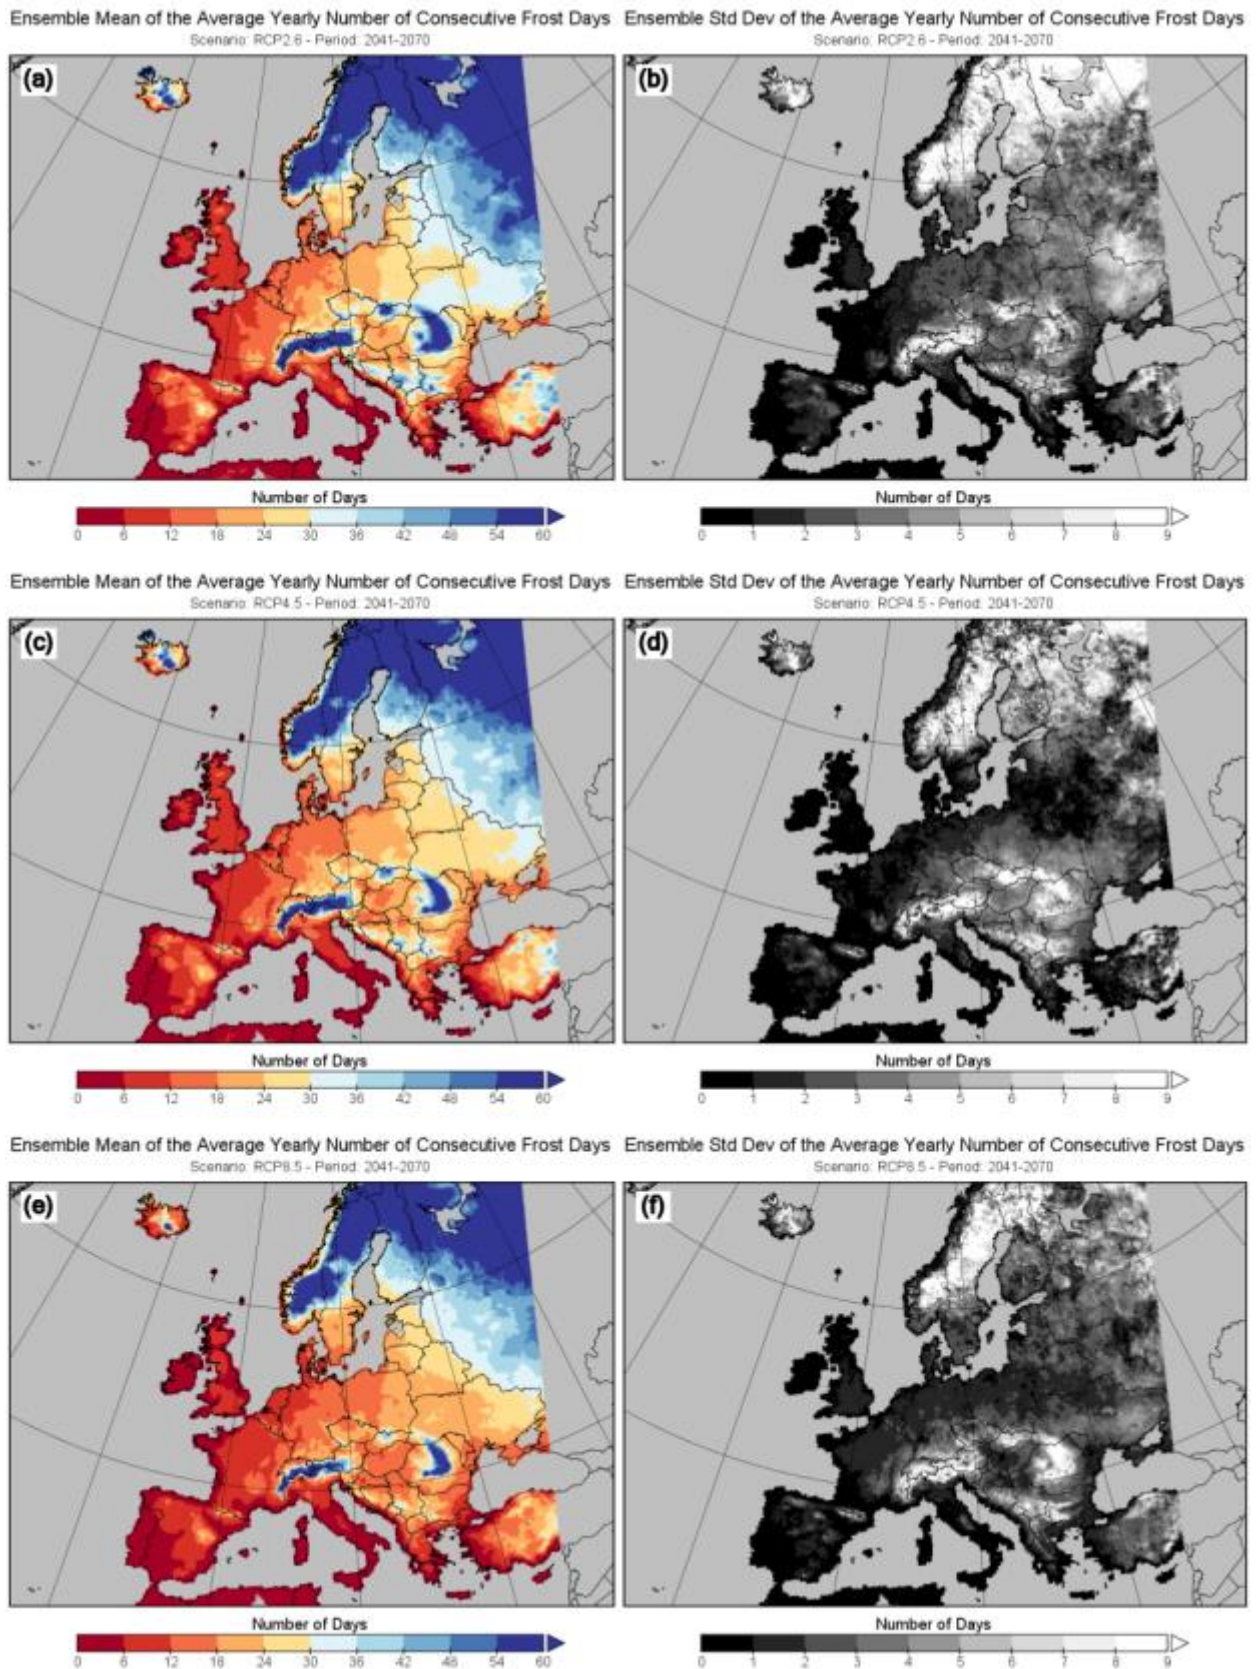 Ensemble Mean of the Average Yearly Number of Consecutive Frost Days
Scenario: RCP2.6 - Period: 2041-2070
(a)
Number of Days
0 6 12 18 24 30 36 42 48 54 60
Ensemble Std Dev of the Average Yearly Number of Consecutive Frost Days
Scenario: RCP2.6 - Period: 2041-2070
(b)
Number of Days
0 1 2 3 4 5 6 7 8 9
Ensemble Mean of the Average Yearly Number of Consecutive Frost Days
Scenario: RCP4.5 - Period: 2041-2070
(c)
Number of Days
0 6 12 18 24 30 36 42 48 54 60
Ensemble Std Dev of the Average Yearly Number of Consecutive Frost Days
Scenario: RCP4.5 - Period: 2041-2070
(d)
Number of Days
0 1 2 3 4 5 6 7 8 9
Ensemble Mean of the Average Yearly Number of Consecutive Frost Days
Scenario: RCP8.5 - Period: 2041-2070
(e)
Number of Days
0 6 12 18 24 30 36 42 48 54 60
Ensemble Std Dev of the Average Yearly Number of Consecutive Frost Days
Scenario: RCP8.5 - Period: 2041-2070
(f)
Number of Days
0 1 2 3 4 5 6 7 8 9